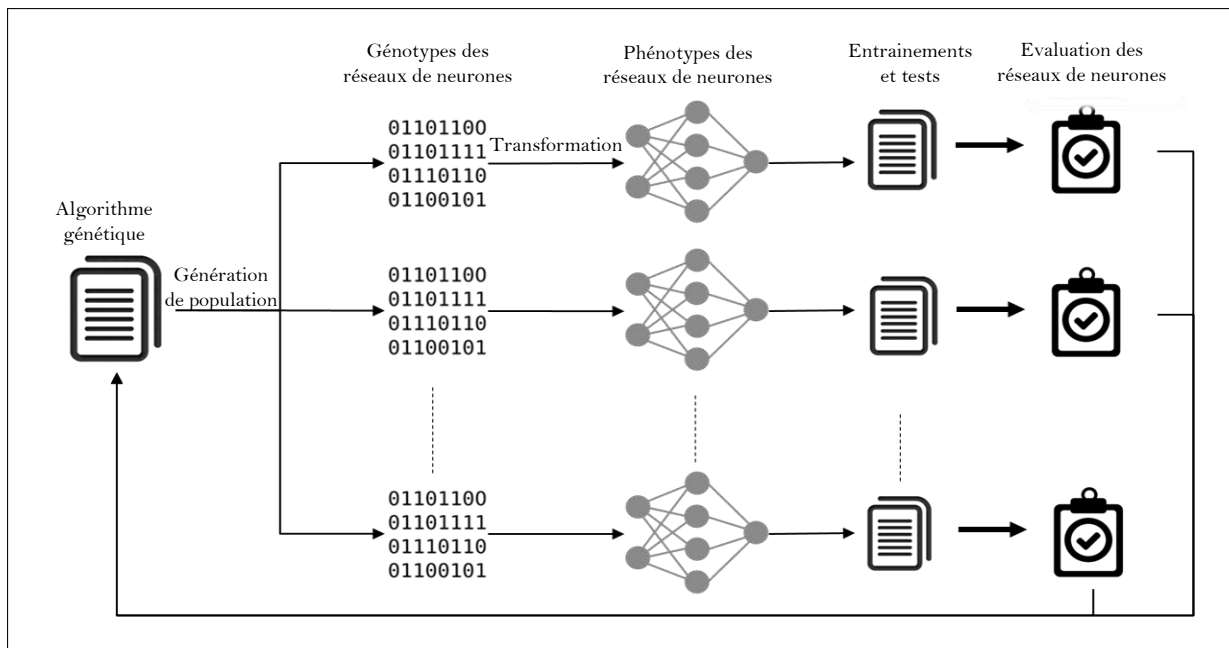 Génotypes des
réseaux de neurones
Phénotypes des
réseaux de neurones
Entrainements
et tests
Evaluation des
réseaux de neurones
01101100
01101111
01110110
01100101
Transformation
Algorithme
génétique
Génération
de population
01101100
01101111
01110110
01100101
01101100
01101111
01110110
01100101